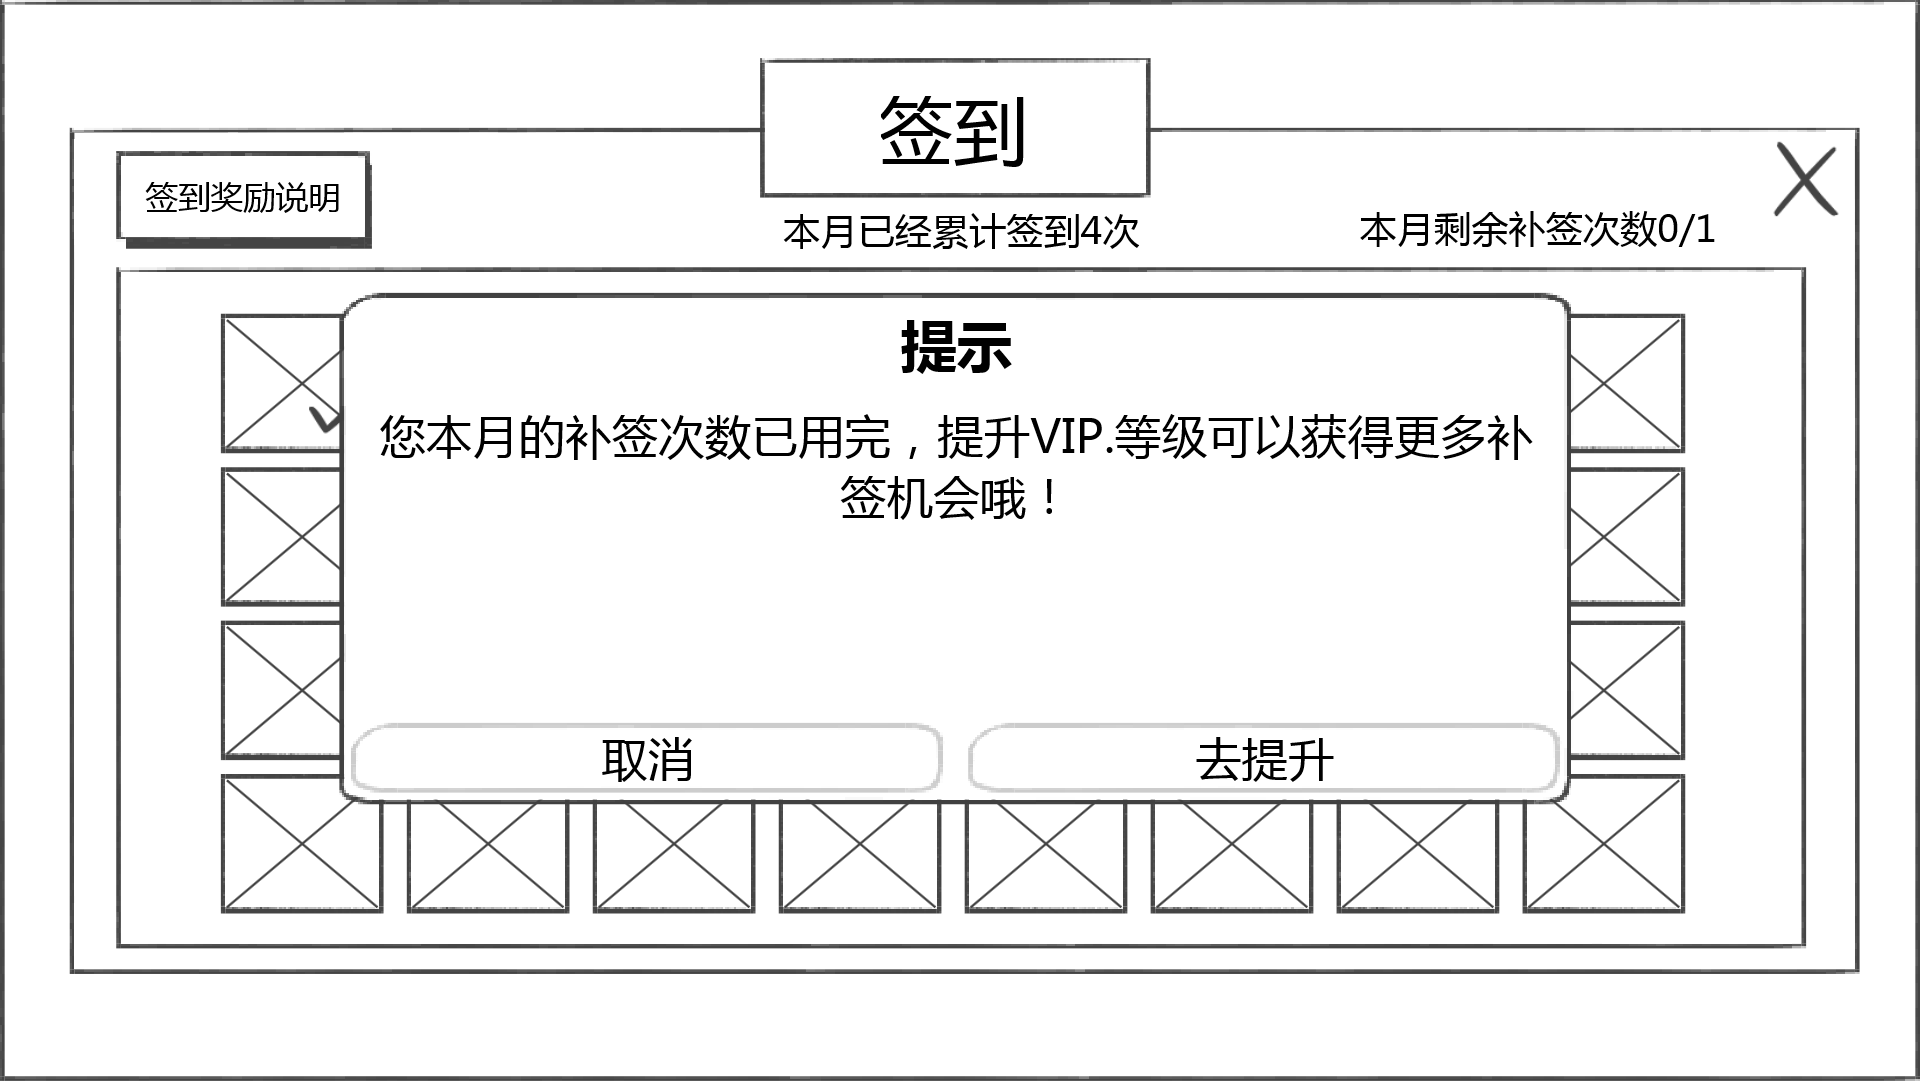 签到
签到奖励说明
本月已经累计签到4次
本月剩余补签次数0/1
提示
您本月的补签次数已用完，提升VIP.等级可以获得更多补
签机会哦！
取消
去提升